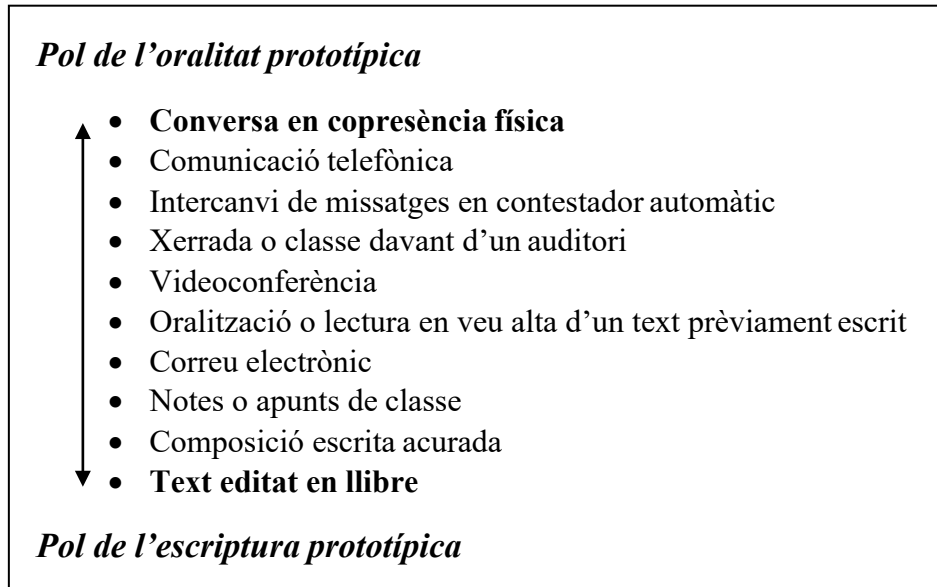 Pol de l’oralitat prototípica
• Conversa en copresència física
• Comunicació telefònica
• Intercanvi de missatges en contestador automàtic
• Xerrada o classe davant d’un auditori
• Videoconferència
• Oralització o lectura en veu alta d’un text prèviament escrit
• Correu electrònic
• Notes o apunts de classe
• Composició escrita acurada
• Text editat en llibre
Pol de l’escriptura prototípica